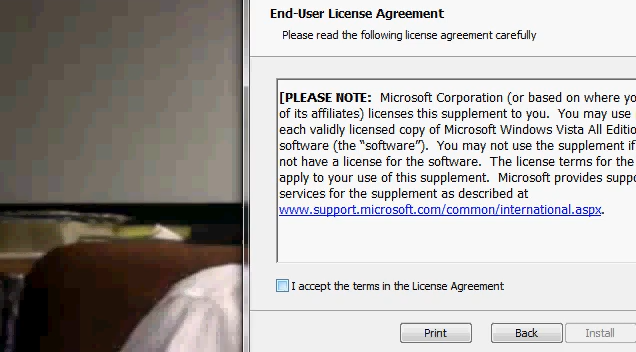 End-User License Agreement
Please read the following license agreement carefully
[PLEASE NOTE: Microsoft Corporation (or based on where
of its affiliates) licenses this supplement to you. You may use
each validly licensed copy of Microsoft Windows Vista All
software (the “software”). You may not use the supplement if
not have a license for the software. The license terms for the
apply to your use of this supplement. Microsoft provides
services for the supplement as described at
www.support.microsoft.com/common/international.aspx.
I accept the terms in the License Agreement
Print
Back
Install